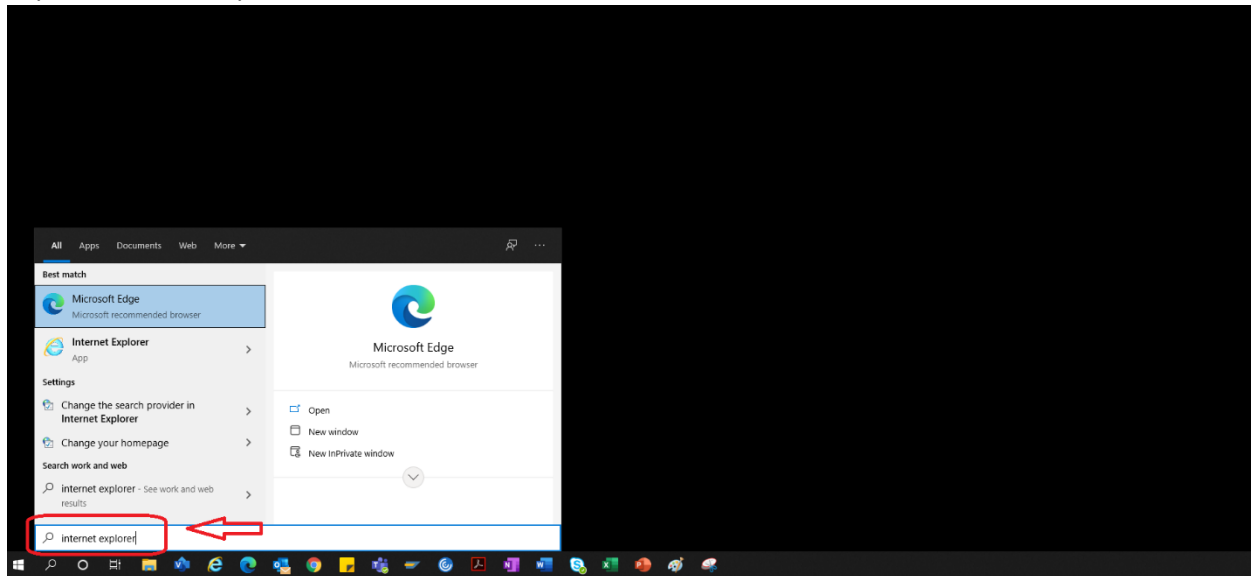 All Apps Documents Web More
Best match
Microsoft Edge
Microsoft recommended browser
Internet Explorer
App
Settings
Change the search provider in
Internet Explorer
Change your homepage
Search work and web
internet explorer - See work and web
results
internet explorer
Microsoft Edge
Microsoft recommended browser
Open
New window
New InPrivate window